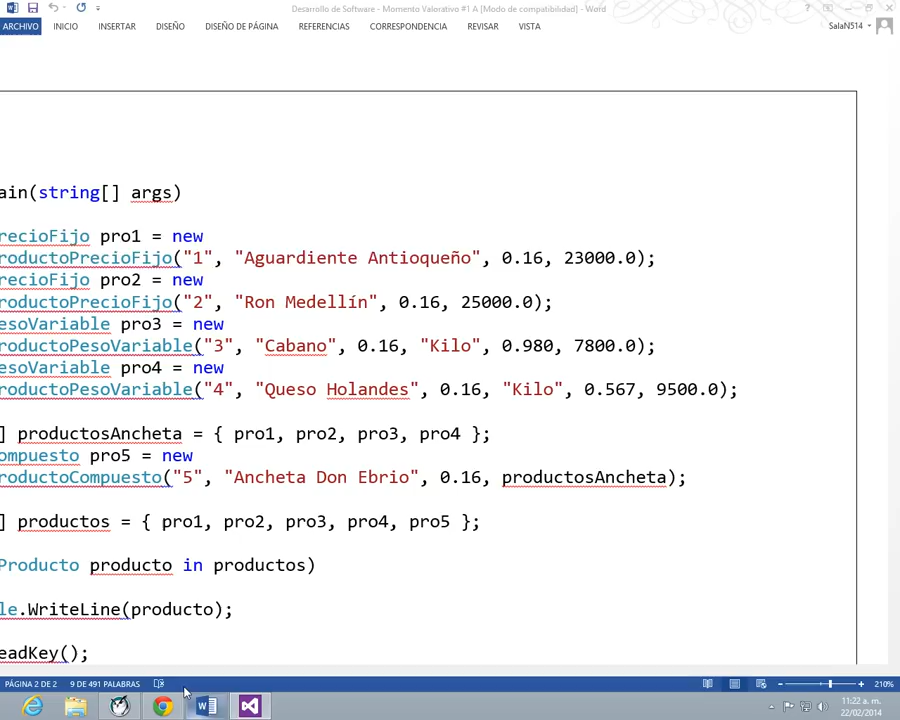 Desarrollo de Software - Momento Valorativo #1 A [Modo de compatibilidad] - Word
ARCHIVO INICIO INSERTAR DISEÑO DISEÑO DE PÁGINA REFERENCIAS CORRESPONDENCIA REVISAR VISTA SalaN514
ain(string[] args)
recioFijo pro1 = new
roductoPrecioFijo("1", "Aguardiente Antioqueño", 0.16, 23000.0);
recioFijo pro2 = new
roductoPrecioFijo("2", "Ron Medellín", 0.16, 25000.0);
esoVariable pro3 = new
roductoPesoVariable("3", "Cabano", 0.16, "Kilo", 0.980, 7800.0);
esoVariable pro4 = new
roductoPesoVariable("4", "Queso Holandes", 0.16, "Kilo", 0.567, 9500.0);
] productosAncheta = { pro1, pro2, pro3, pro4 };
ompuesto pro5 = new
roductoCompuesto("5", "Ancheta Don Ebrio", 0.16, productosAncheta);
] productos = { pro1, pro2, pro3, pro4, pro5 };
Producto producto in productos)
le.WriteLine(producto);
eadKey();
PÁGINA 2 DE 2 9 DE 491 PALABRAS 210%
11:22 a. m.
22/02/2014